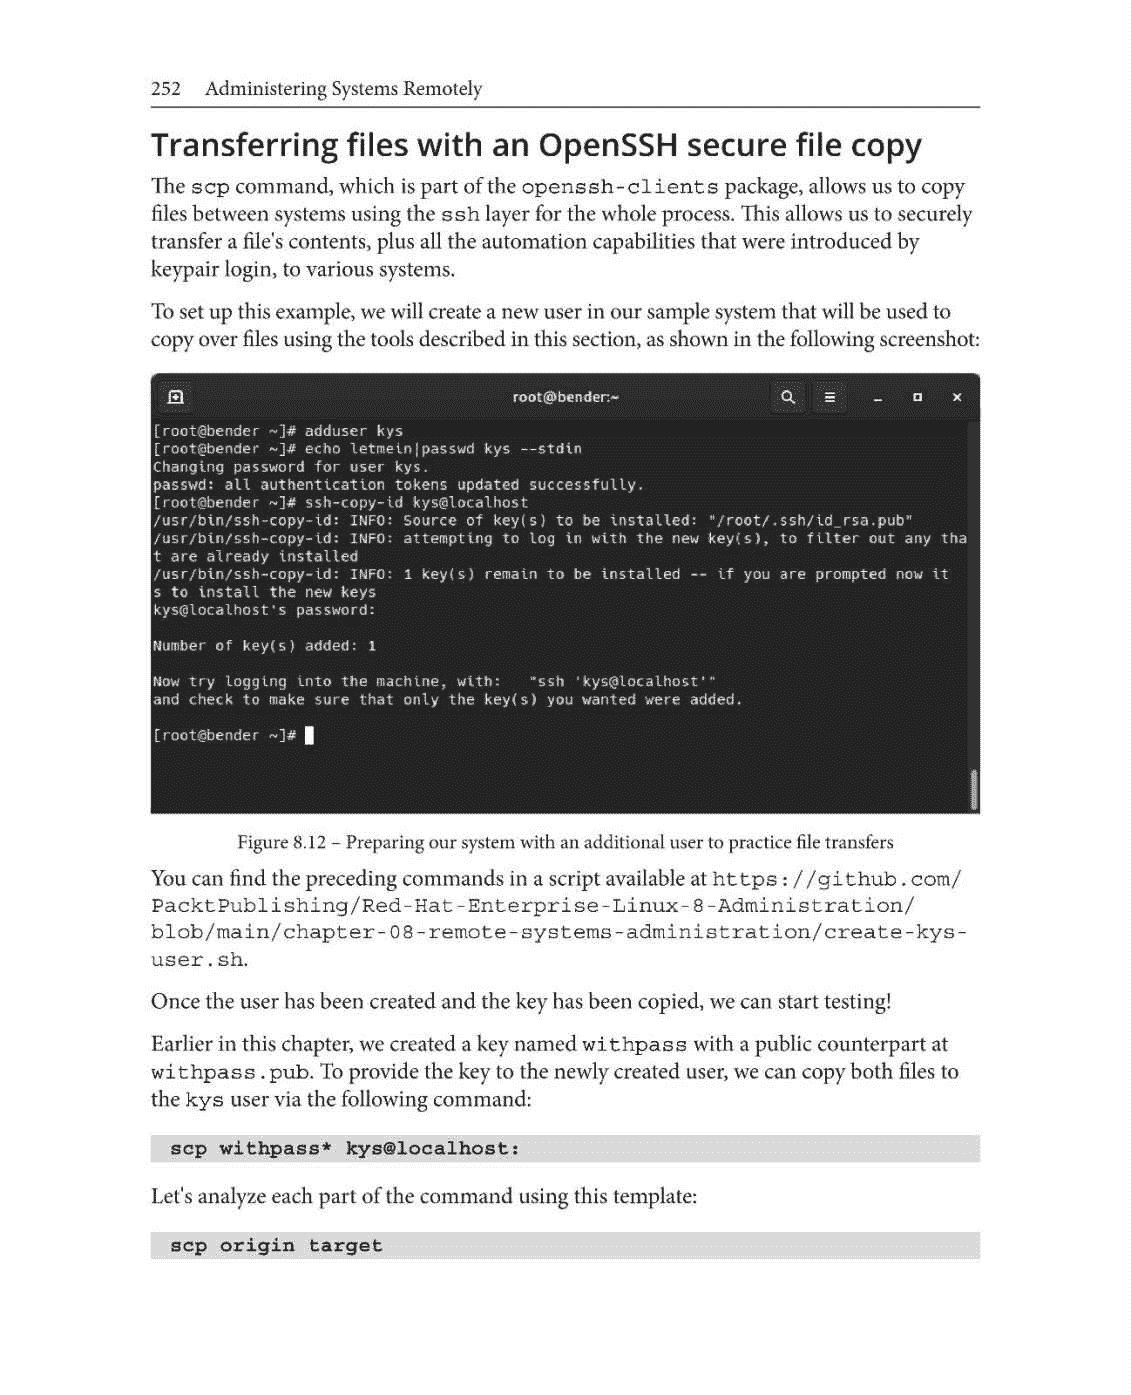 252 Administering Systems Remotely
Transferring files with an OpenSSH secure file copy
The scp command, which is part of the openssh-clients package, allows us to copy
files between systems using the ssh layer for the whole process. This allows us to securely
transfer a file's contents, plus all the automation capabilities that were introduced by
keypair login, to various systems.
To set up this example, we will create a new user in our sample system that will be used to
copy over files using the tools described in this section, as shown in the following screenshot:
root@bender:~
[root@bender ~]# adduser kys
[root@bender ~]# echo letmein|passwd kys --stdin
Changing password for user kys.
passwd: all authentication tokens updated successfully.
[root@bender ~]# ssh-copy-id kys@localhost
/usr/bin/ssh-copy-id: INFO: Source of key(s) to be installed: "/root/.ssh/id_rsa.pub"
/usr/bin/ssh-copy-id: INFO: attempting to log in with the new key(s), to filter out any tha
t are already installed
/usr/bin/ssh-copy-id: INFO: 1 key(s) remain to be installed -- if you are prompted now it
s to install the new keys
kys@localhost's password:
Number of key(s) added: 1
Now try logging into the machine, with:   "ssh 'kys@localhost'"
and check to make sure that only the key(s) you wanted were added.
[root@bender ~]#
Figure 8.12 – Preparing our system with an additional user to practice file transfers
You can find the preceding commands in a script available at https://github.com/
PacktPublishing/Red-Hat-Enterprise-Linux-8-Administration/
blob/main/chapter-08-remote-systems-administration/create-kys-
user.sh.
Once the user has been created and the key has been copied, we can start testing!
Earlier in this chapter, we created a key named withpass with a public counterpart at
withpass.pub. To provide the key to the newly created user, we can copy both files to
the kys user via the following command:
scp withpass* kys@localhost:
Let's analyze each part of the command using this template:
scp origin target